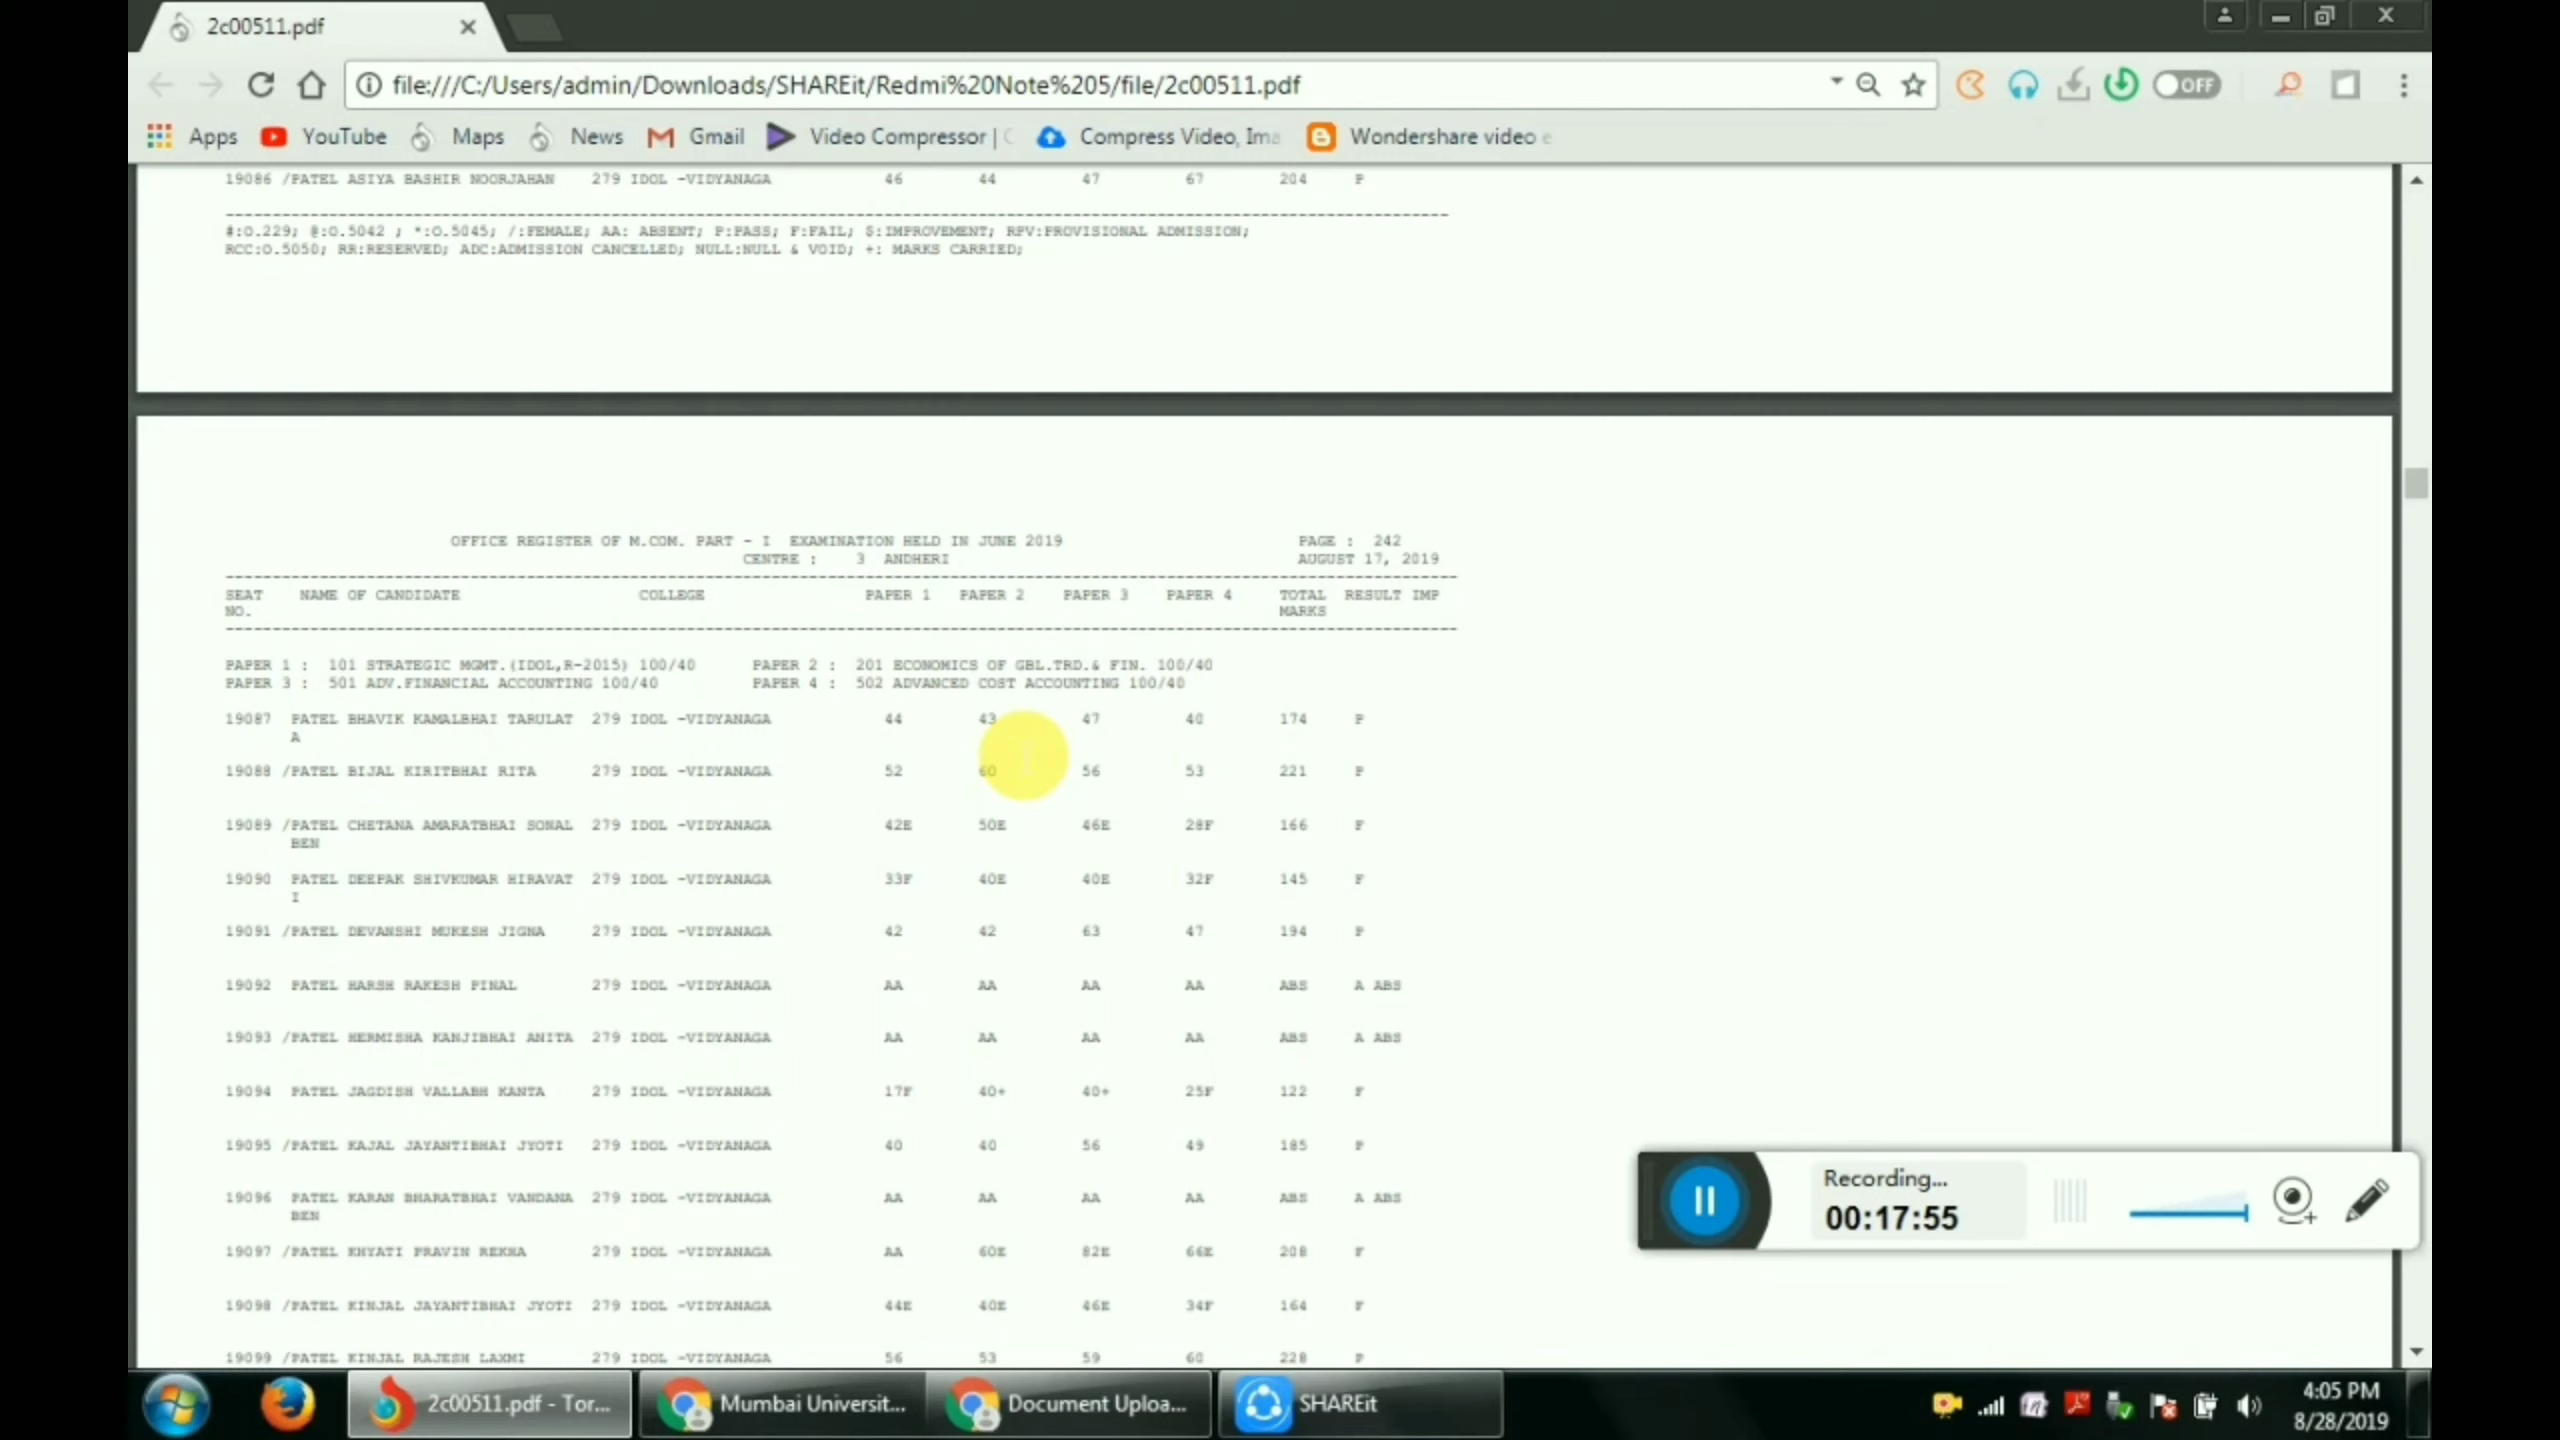 2c00511.pdf
file:///C:/Users/admin/Downloads/SHAREit/Redmi%20Note%205/file/2c00511.pdf
OFF
Apps YouTube Maps News Gmail Video Compressor | Compress Video, Ima Wondershare video e
19086 /PATEL ASIYA BASHIR NOORJAHAN 279 IDOL -VIDYANAGA 46 44 47 67 204 P
#:0.229; @:0.5042 ; *:0.5045; /:FEMALE; AA: ABSENT; P:PASS; F:FAIL; $:IMPROVEMENT; RPV:PROVISIONAL ADMISSION;
RCC:0.5050; RR:RESERVED; ADC:ADMISSION CANCELLED; NULL:NULL & VOID; +: MARKS CARRIED;
OFFICE REGISTER OF M.COM. PART - I EXAMINATION HELD IN JUNE 2019 PAGE : 242
CENTRE : 3 ANDHERI AUGUST 17, 2019
SEAT NAME OF CANDIDATE COLLEGE PAPER 1 PAPER 2 PAPER 3 PAPER 4 TOTAL RESULT IMP
NO. MARKS
PAPER 1 : 101 STRATEGIC MGMT.(IDOL,R-2015) 100/40 PAPER 2 : 201 ECONOMICS OF GBL.TRD.& FIN. 100/40
PAPER 3 : 501 ADV.FINANCIAL ACCOUNTING 100/40 PAPER 4 : 502 ADVANCED COST ACCOUNTING 100/40
19087 PATEL BHAVIK KAMALBHAI TARULAT 279 IDOL -VIDYANAGA 44 43 47 40 174 P
A
19088 /PATEL BIJAL KIRITBHAI RITA 279 IDOL -VIDYANAGA 52 60 56 53 221 P
19089 /PATEL CHETANA AMARATBHAI SONAL 279 IDOL -VIDYANAGA 42E 50E 46E 28F 166 F
BEN
19090 PATEL DEEPAK SHIVKUMAR HIRAVAT 279 IDOL -VIDYANAGA 33F 40E 40E 32F 145 F
I
19091 /PATEL DEVANSHI MUKESH JIGNA 279 IDOL -VIDYANAGA 42 42 63 47 194 P
19092 PATEL HARSH RAKESH PINAL 279 IDOL -VIDYANAGA AA AA AA AA ABS A ABS
19093 /PATEL HERMISHA KANJIBHAI ANITA 279 IDOL -VIDYANAGA AA AA AA AA ABS A ABS
19094 PATEL JAGDISH VALLABH KANTA 279 IDOL -VIDYANAGA 17F 40+ 40+ 25F 122 F
19095 /PATEL KAJAL JAYANTIBHAI JYOTI 279 IDOL -VIDYANAGA 40 40 56 49 185 P
19096 PATEL KARAN BHARATBHAI VANDANA 279 IDOL -VIDYANAGA AA AA AA AA ABS A ABS
BEN
19097 /PATEL KHYATI PRAVIN REKHA 279 IDOL -VIDYANAGA AA 60E 82E 66E 208 F
19098 /PATEL KINJAL JAYANTIBHAI JYOTI 279 IDOL -VIDYANAGA 44E 40E 46E 34F 164 F
19099 /PATEL KINJAL RAJESH LAXMI 279 IDOL -VIDYANAGA 56 53 59 60 228 P
Recording...
00:17:55
2c00511.pdf - Tor... Mumbai Universit... Document Uploa... SHAREit
4:05 PM
8/28/2019